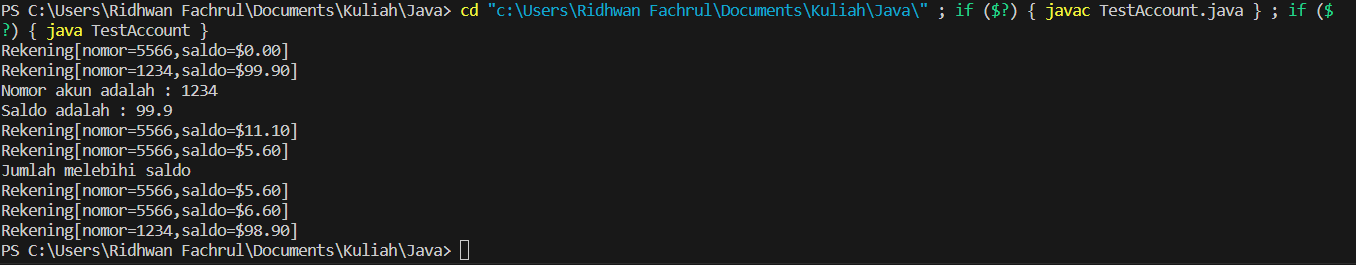 PS C:\Users\Ridhwan Fachrul\Documents\Kuliah\Java> cd "c:\Users\Ridhwan Fachrul\Documents\Kuliah\Java\" ; if ($?) { javac TestAccount.java } ; if ($
?) { java TestAccount }
Rekening[nomor=5566,saldo=$0.00]
Rekening[nomor=1234,saldo=$99.90]
Nomor akun adalah : 1234
Saldo adalah : 99.9
Rekening[nomor=5566,saldo=$11.10]
Rekening[nomor=5566,saldo=$5.60]
Jumlah melebihi saldo
Rekening[nomor=5566,saldo=$5.60]
Rekening[nomor=5566,saldo=$6.60]
Rekening[nomor=1234,saldo=$98.90]
PS C:\Users\Ridhwan Fachrul\Documents\Kuliah\Java>